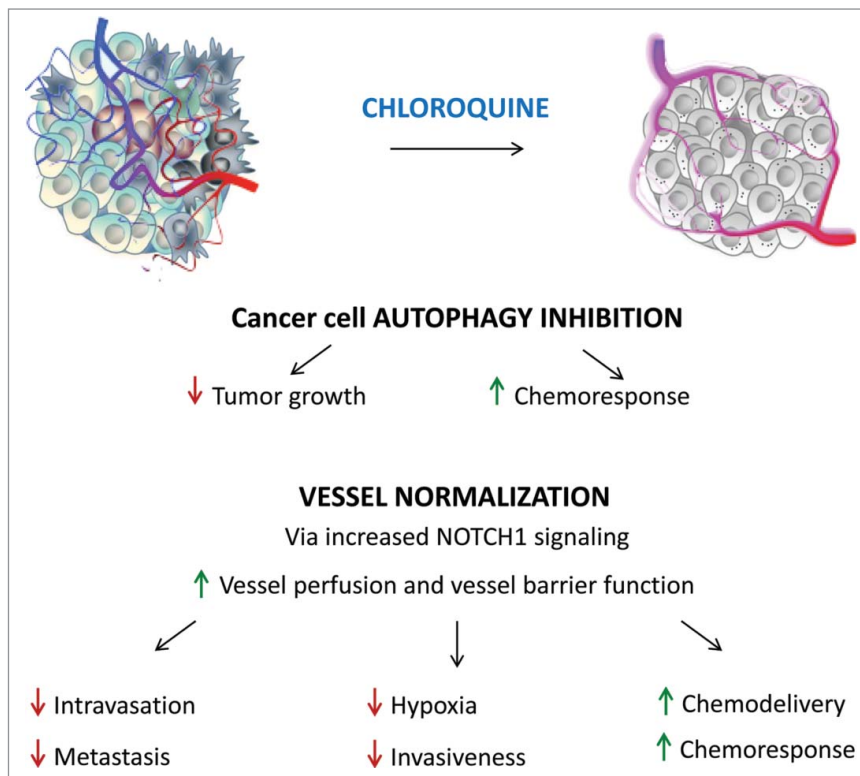 CHLOROQUINE
Cancer cell AUTOPHAGY INHIBITION
↓ Tumor growth
↑ Chemoresponse
VESSEL NORMALIZATION
Via increased NOTCH1 signaling
↑ Vessel perfusion and vessel barrier function
↓ Intravasation
↓ Metastasis
↓ Hypoxia
↓ Invasiveness
↑ Chemodelivery
↑ Chemoresponse